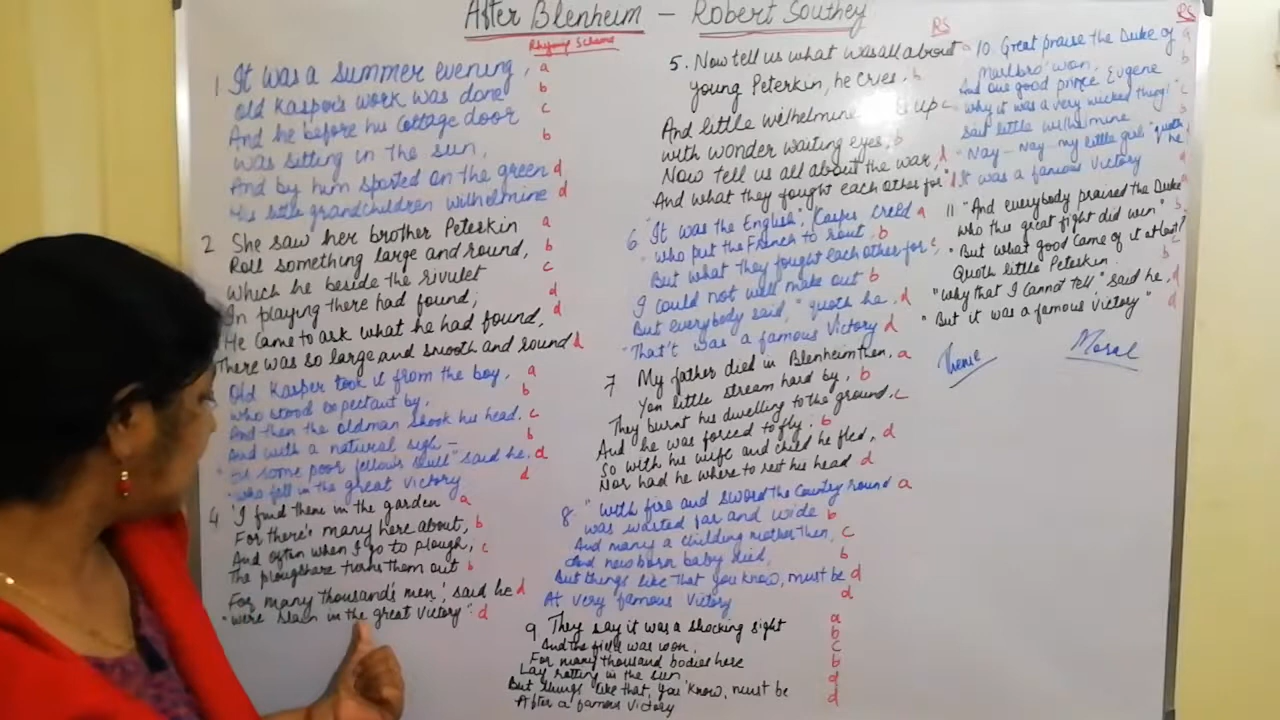 After Blenheim – Robert Southey
Rhyming Scheme
1. It was a summer evening, a
old Kasper's work was done b
And he before his cottage door c
was sitting in the sun, b
And by him sported on the green d
His little grandchildren wilhelmine d
2 She saw her brother Peterkin a
Roll something large and round, b
which he beside the rivulet c
In playing there had found, d
He came to ask what he had found, d
There was so large and smooth and round d
Old Kasper took it from the boy, a
who stood expectant by, b
And then the oldman shook his head. c
And with a natural sigh – b
some poor fellow's skull" said he. d
"who fell in the great victory. d
4 'I find them in the garden a
For there's many here about, b
And often when I go to plough, c
The ploughshare turns them out b
For many thousand's men', said he d
"were slain in the great victory". d
5. Now tell us what was all about a
young Peterkin, he cries, b
And little wilhelmine up c
with wonder waiting eyes, b
Now tell us all about the war, d
And what they fought each other for" d
6 "It was the English", Kasper cried a
"who put the French to rout, b
But what they fought each other for c
I could not well make out b
But everybody said," quoth he, d
"That't was a famous Victory d
7 My father died in Blenheim then, a
Yon little stream hard by, b
They burnt his dwelling to the ground, c
And he was forced to fly: b
So with his wife and child he fled, d
Nor had he where to rest his head d
8. "with fire and sword the Country round a
was wasted far and wide b
And many a childing mother then, c
And newborn baby died, b
But things like that you know, must be d
At very famous Victory d
9 They say it was a shocking sight a
And the field was won, b
For many thousand bodies here c
Lay rotting in the sun b
But things like that, you know, must be d
After a famous victory d
RS
RS
10. Great praise the Duke of a
Marlbro' won,
And our good prince Eugene b
"why it was a very wicked thing!" c
said little wilhelmine b
"Nay – Nay my little girl" "quoth he
It was a famous Victory d
11 "And everybody praised the Duke a
who this great fight did win" b
"But what good came of it at last? c
Quoth little Peterkin. b
"why that I cannot tell" said he, d
"But it was a famous Victory" d
Theme
Moral